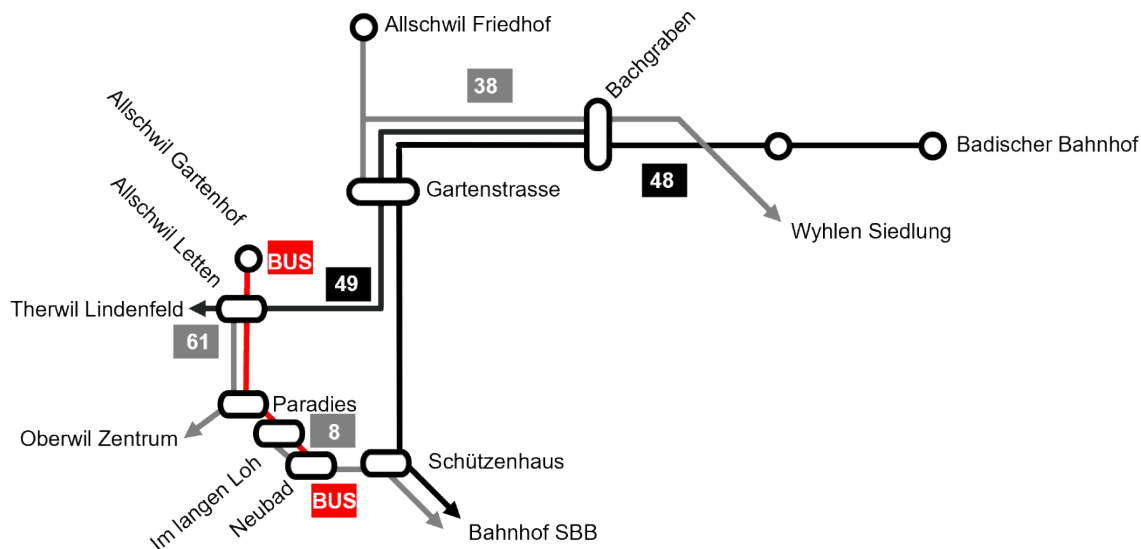 Allschwil Friedhof
Bachgraben
38
Allschwil Gartenhof
Badischer Bahnhof
48
Gartenstrasse
Allschwil Letten
Wyhlen Siedlung
BUS
49
Therwil Lindenfeld
61
Paradies
8
Oberwil Zentrum
Schützenhaus
Im langen Loh
Neubad
BUS
Bahnhof SBB